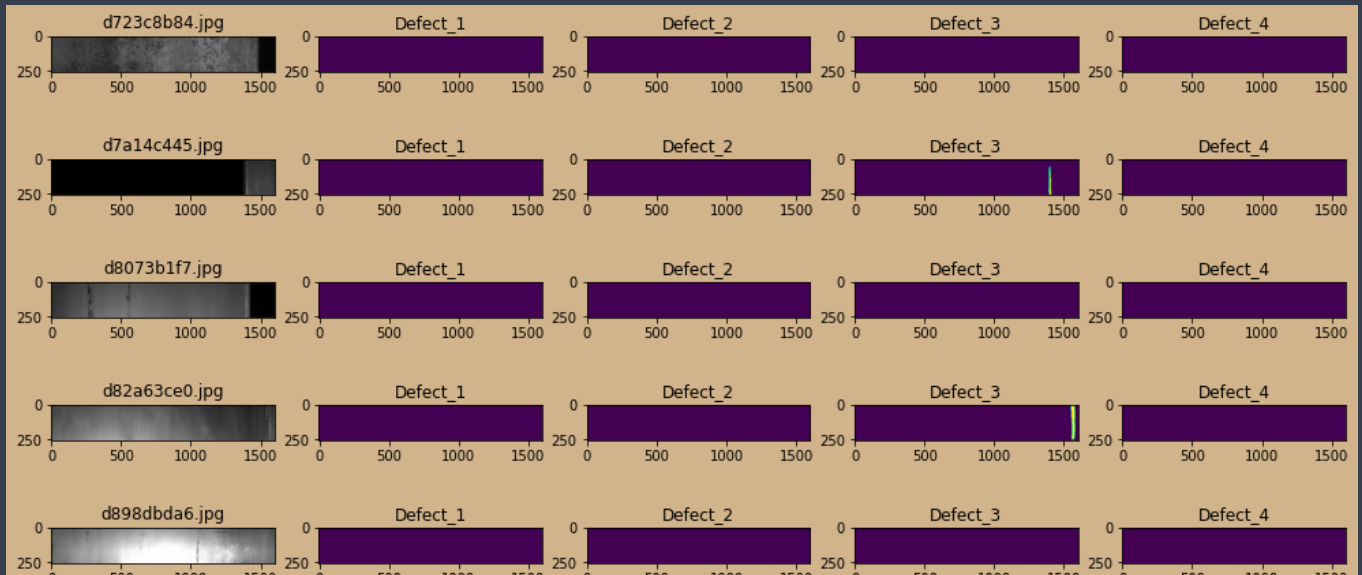 d723c8b84.jpg Defect_1 Defect_2 Defect_3 Defect_4
0 0 0 0 0
250 250 250 250 250
0 500 1000 1500 0 500 1000 1500 0 500 1000 1500 0 500 1000 1500 0 500 1000 1500
d7a14c445.jpg Defect_1 Defect_2 Defect_3 Defect_4
0 0 0 0 0
250 250 250 250 250
0 500 1000 1500 0 500 1000 1500 0 500 1000 1500 0 500 1000 1500 0 500 1000 1500
d8073b1f7.jpg Defect_1 Defect_2 Defect_3 Defect_4
0 0 0 0 0
250 250 250 250 250
0 500 1000 1500 0 500 1000 1500 0 500 1000 1500 0 500 1000 1500 0 500 1000 1500
d82a63ce0.jpg Defect_1 Defect_2 Defect_3 Defect_4
0 0 0 0 0
250 250 250 250 250
0 500 1000 1500 0 500 1000 1500 0 500 1000 1500 0 500 1000 1500 0 500 1000 1500
d898dbda6.jpg Defect_1 Defect_2 Defect_3 Defect_4
0 0 0 0 0
250 250 250 250 250